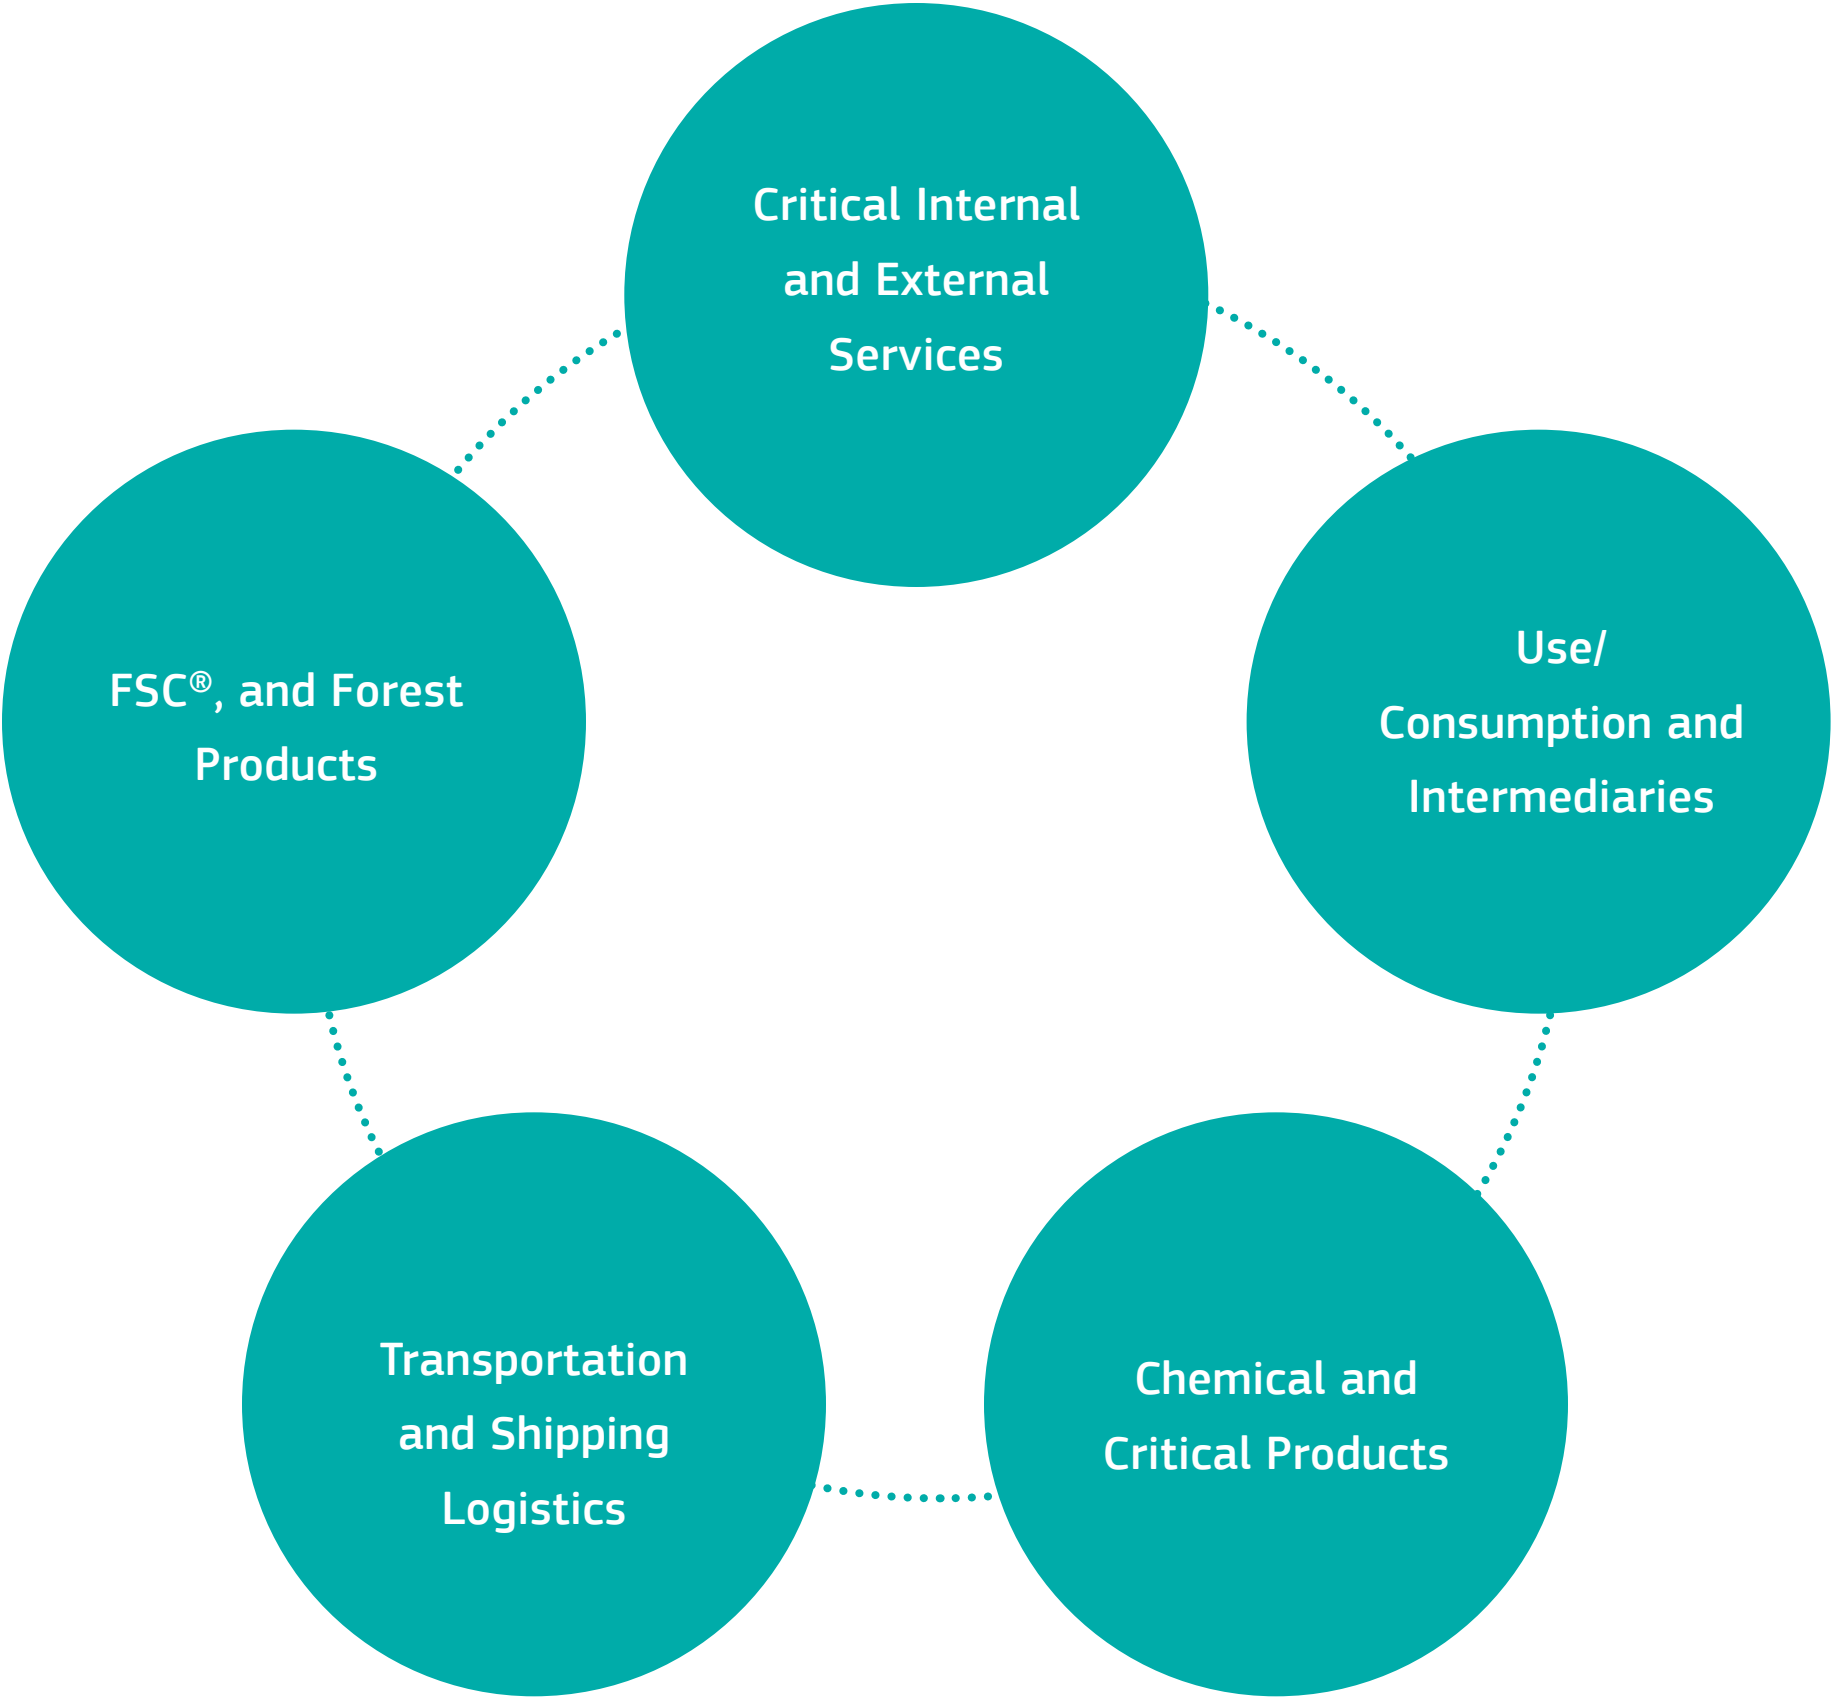 Critical Internal
and External
Services
FSC®, and Forest
Products
Use/
Consumption and
Intermediaries
Transportation
and Shipping
Logistics
Chemical and
Critical Products